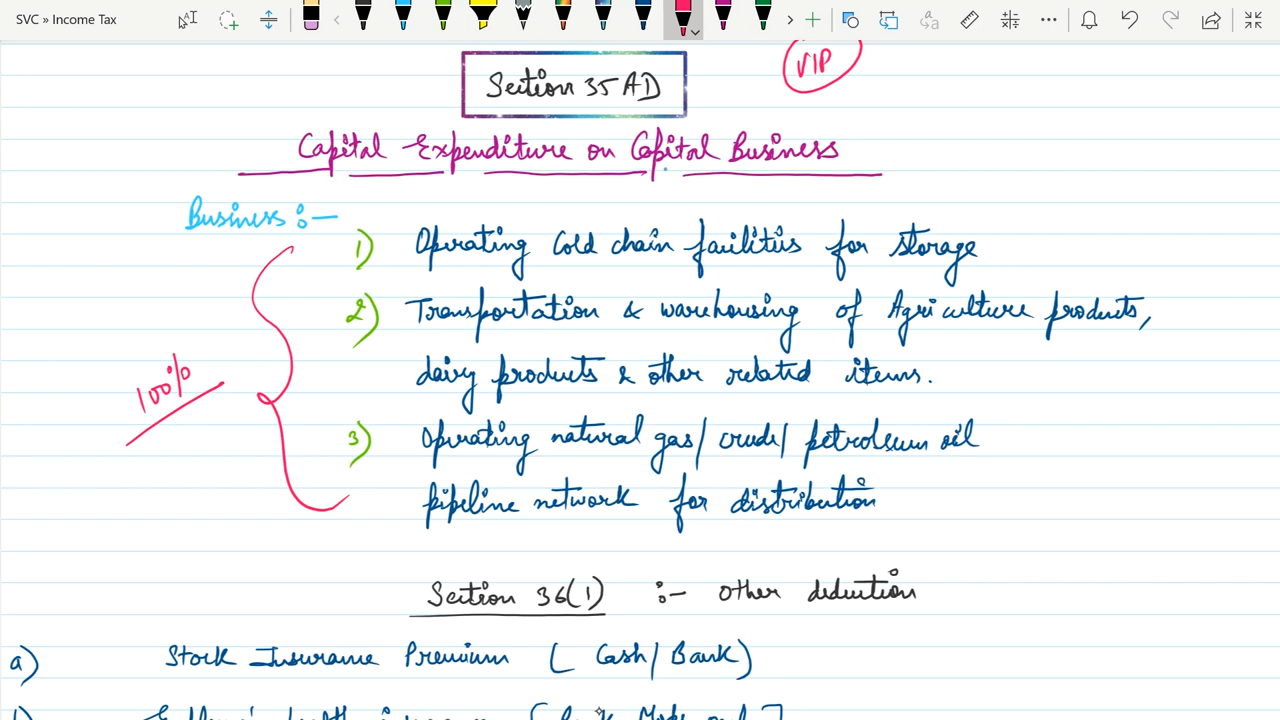 SVC » Income Tax
VIP
Section 35 AD
Capital Expenditure on Capital Business
Business :-
1) Operating Cold chain facilities for storage
2) Transportation & warehousing of Agriculture products,
dairy products & other related items.
100%
3) Operating natural gas/ crude/ petroleum oil
pipeline network for distribution
Section 36(1) :- Other deduction
a) Stock Insurance Premium ( Cash/ Bank)